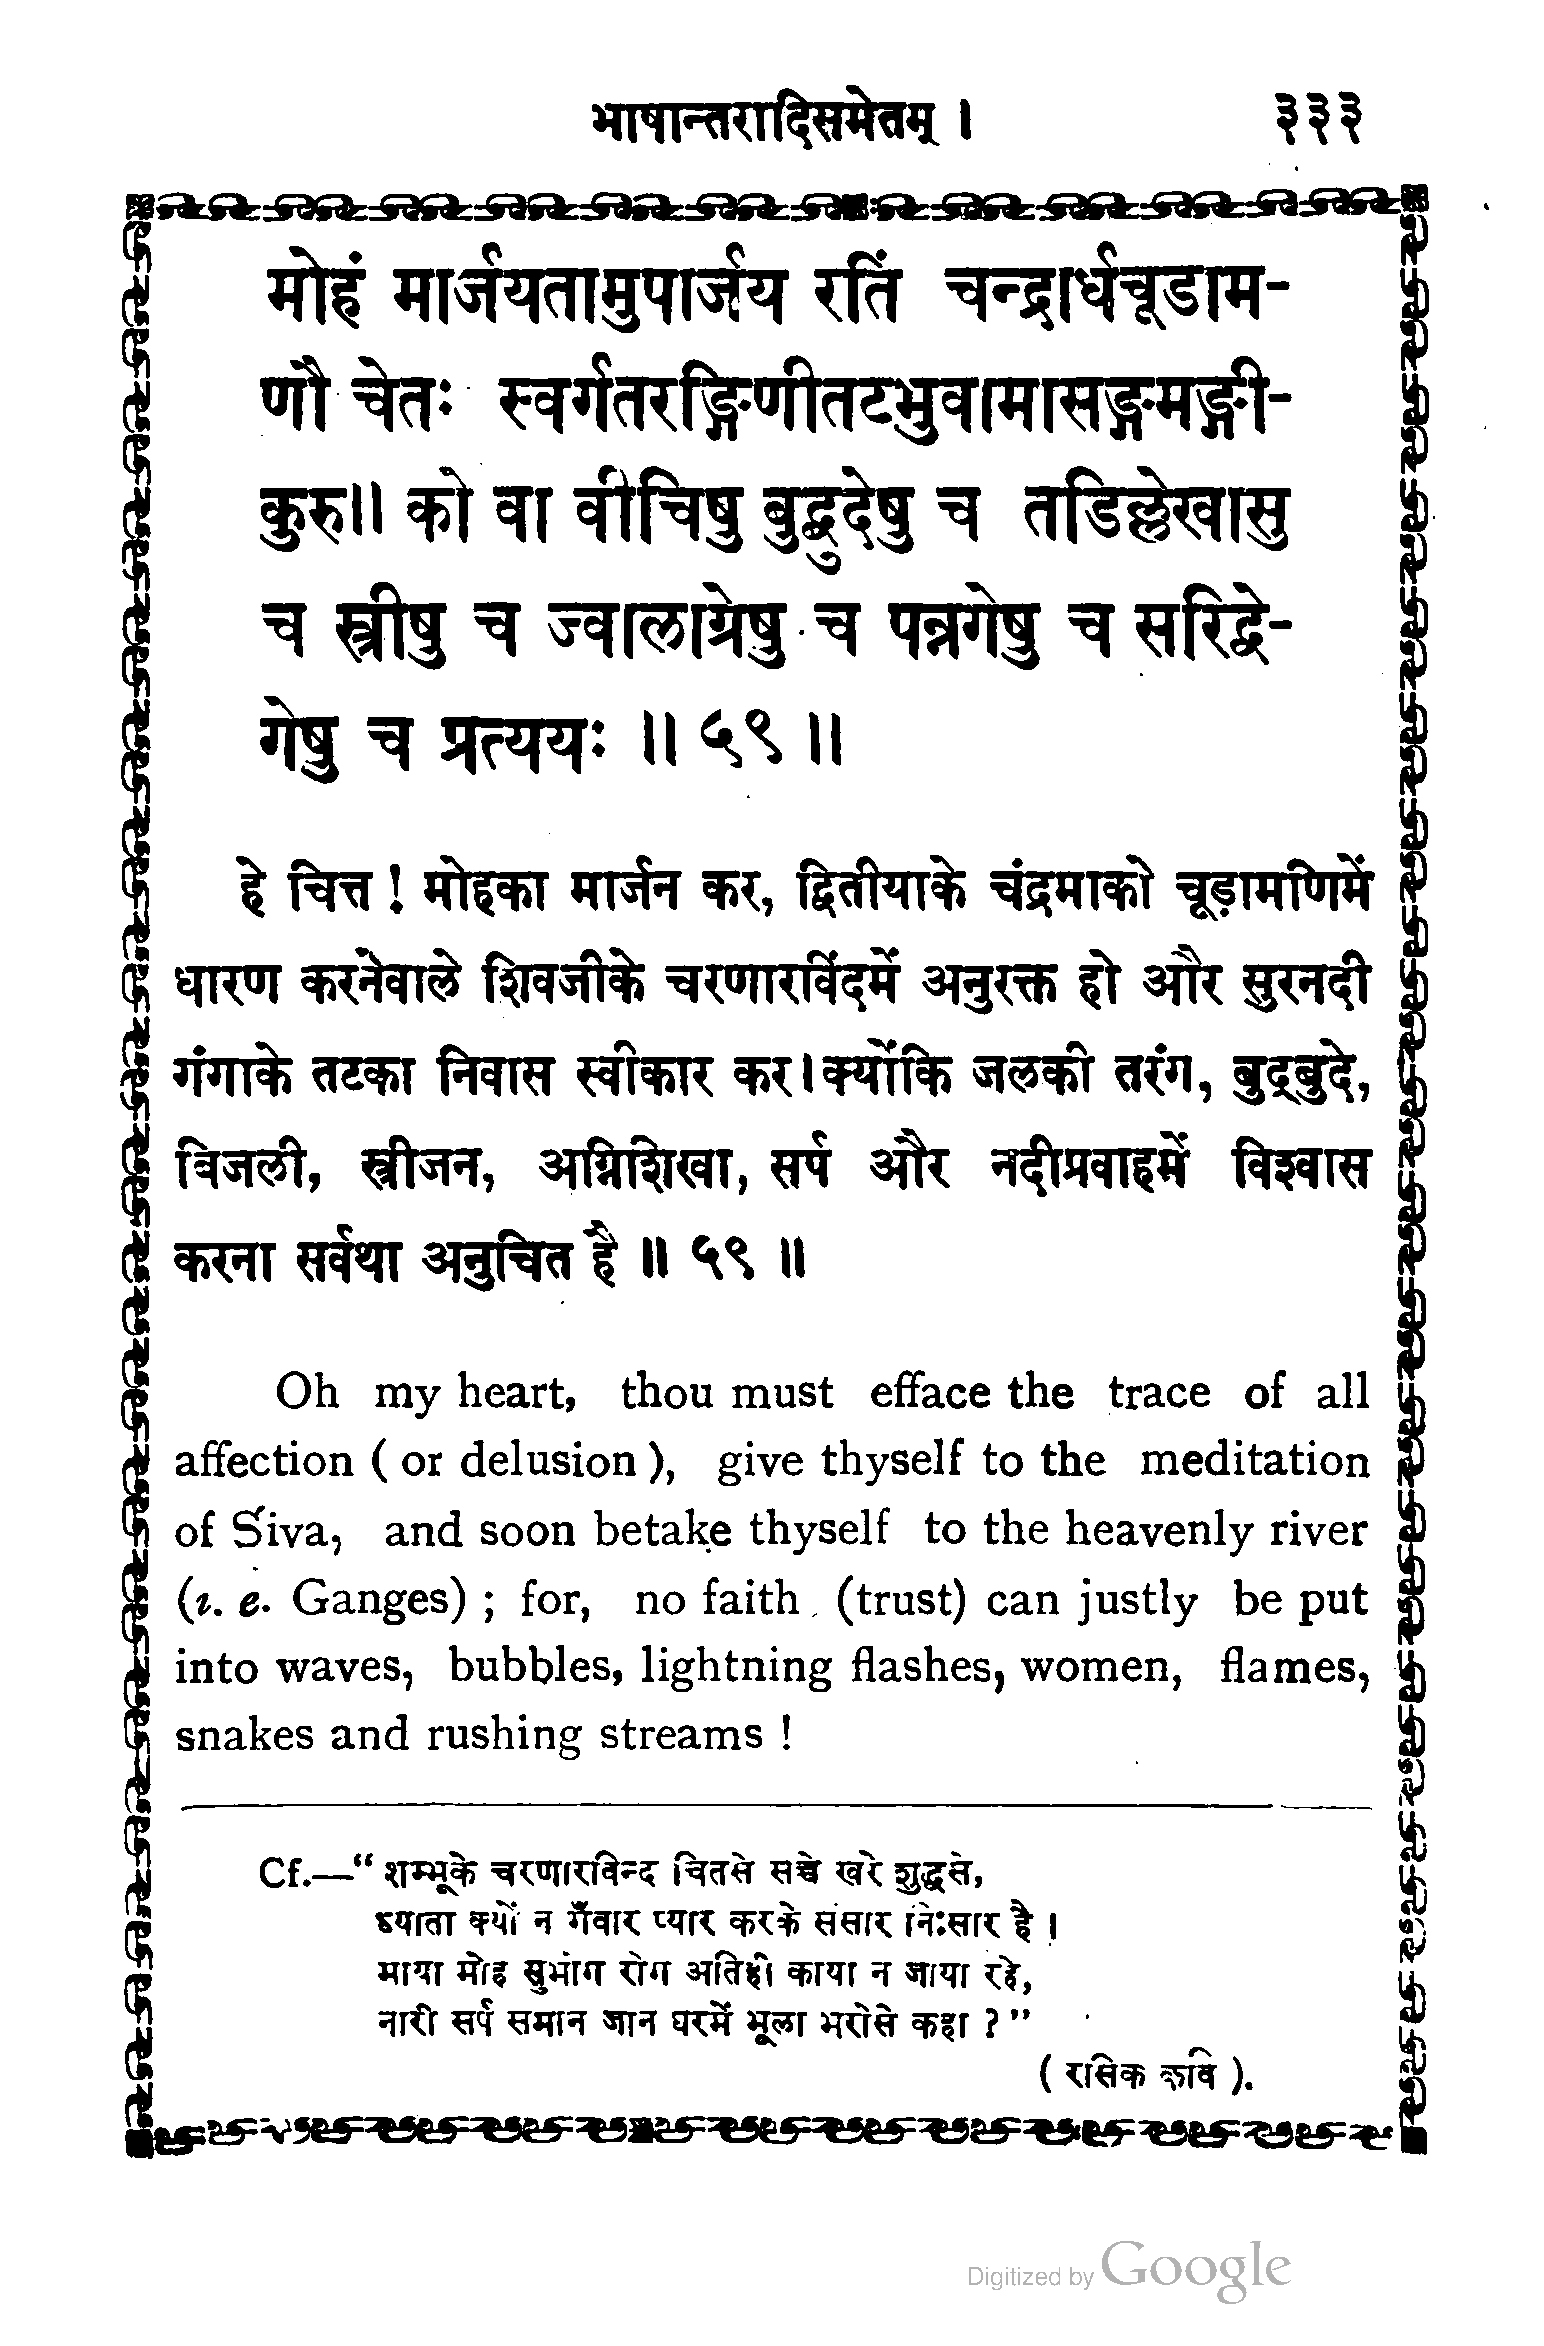 भाषान्तरादिसमेतम् । ३३३
मोहं मार्जयतामुपार्जय रतिं चन्द्रार्धचूडाम-
णौ चेतः स्वर्गतरङ्गिणीतटभुवामासङ्गमङ्गी-
कुरु॥ को वा वीचिषु बुद्बुदेषु च तडिल्लेखासु
च स्त्रीषु च ज्वालाग्रेषु च पन्नगेषु च सरिद्वे-
गेषु च प्रत्ययः ॥ ५९ ॥
हे चित्त ! मोहका मार्जन कर, द्वितीयाके चंद्रमाको चूड़ामणिमें
धारण करनेवाले शिवजीके चरणारविंदमें अनुरक्त हो और सुरनदी
गंगाके तटका निवास स्वीकार कर। क्योंकि जलकी तरंग, बुद्‌बुदे,
विजली, स्त्रीजन, अग्निशिखा, सर्प और नदीप्रवाहमें विश्वास
करना सर्वथा अनुचित है ॥ ५९ ॥
Oh my heart, thou must efface the trace of all
affection ( or delusion ), give thyself to the meditation
of Śiva, and soon betake thyself to the heavenly river
(i. e. Ganges) ; for, no faith (trust) can justly be put
into waves, bubbles, lightning flashes, women, flames,
snakes and rushing streams !
Cf.—“ शम्भूके चरणारविन्द चितसे सच्चे खरे शुद्धसे,
ध्याता क्यों न गँवार प्यार करके संसार निःसार है ।
माया मोह सुभोग रोग अतिही काया न जाया रहे,
नारी सर्प समान जान घरमें भूला भरोसे कहा ? ”
( रसिक कवि ).
Digitized by Google